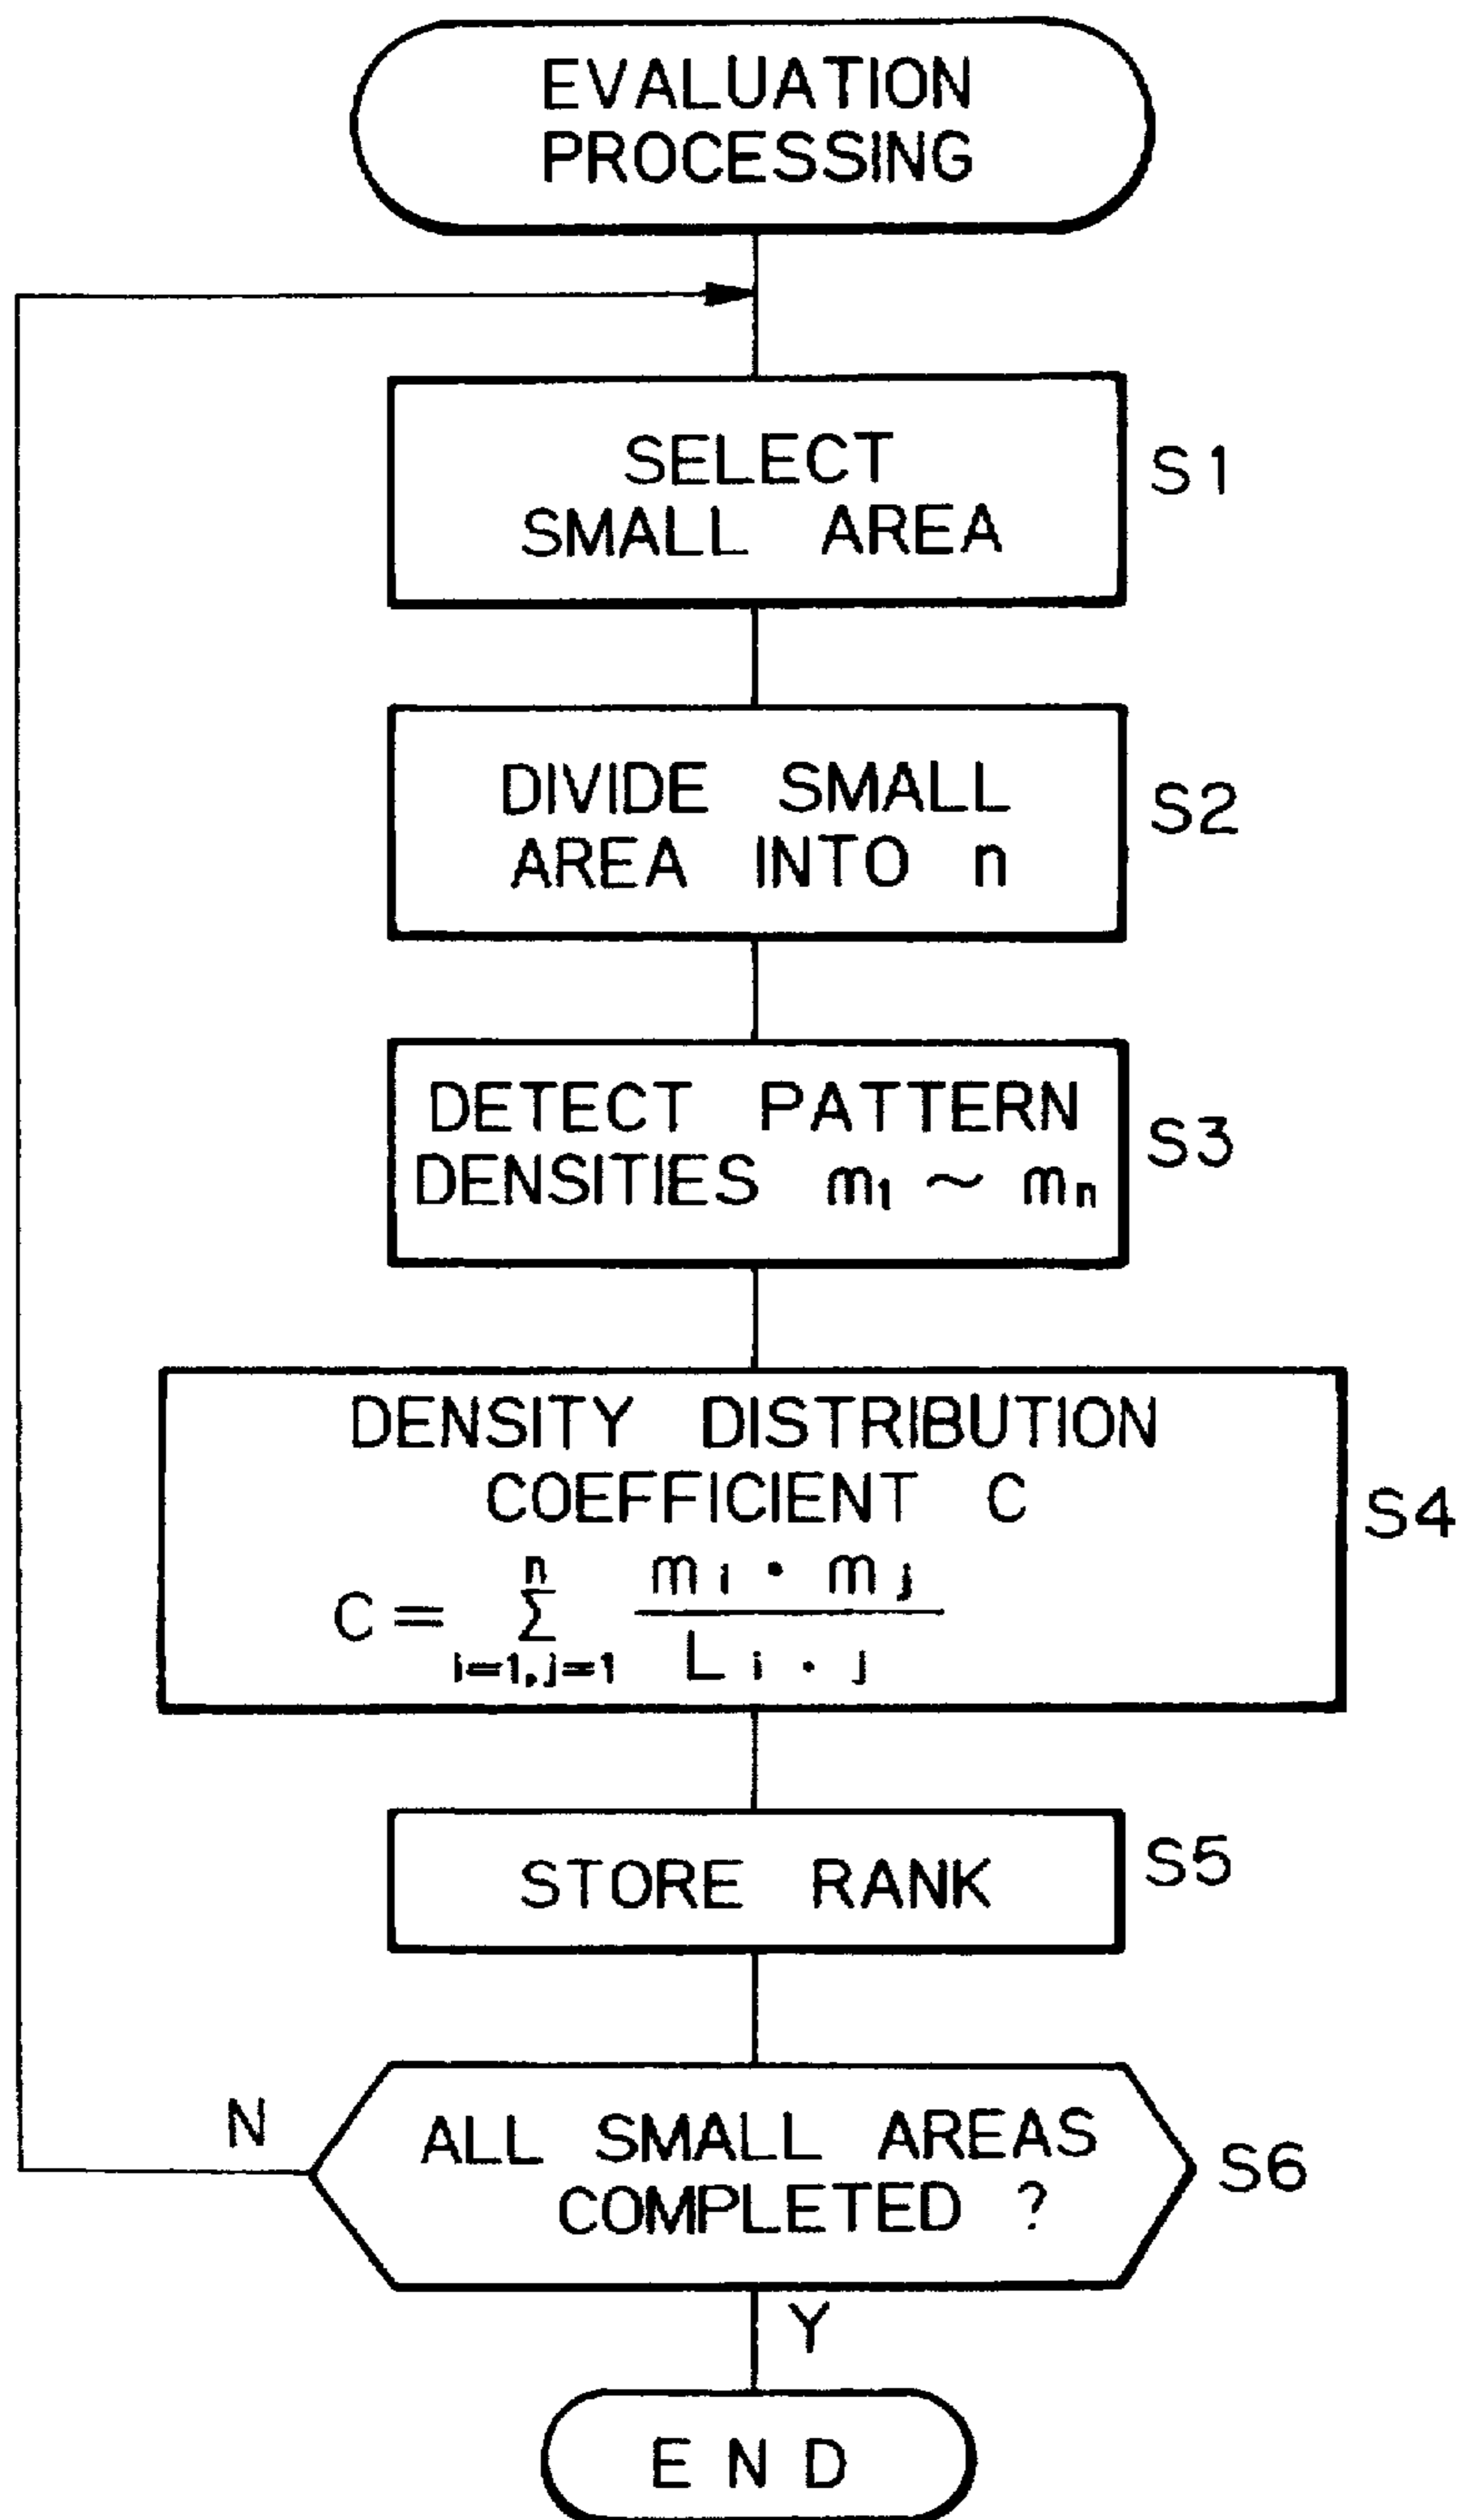 EVALUATION
PROCESSING
SELECT
SMALL AREA
S1
DIVIDE SMALL
AREA INTO n
S2
DETECT PATTERN
DENSITIES m₁ ~ mₙ
S3
DENSITY DISTRIBUTION
COEFFICIENT C
S4
n
C = Σ mᵢ · mⱼ
i=1, j=1 L i · j
STORE RANK
S5
N
ALL SMALL AREAS
COMPLETED ?
S6
Y
END